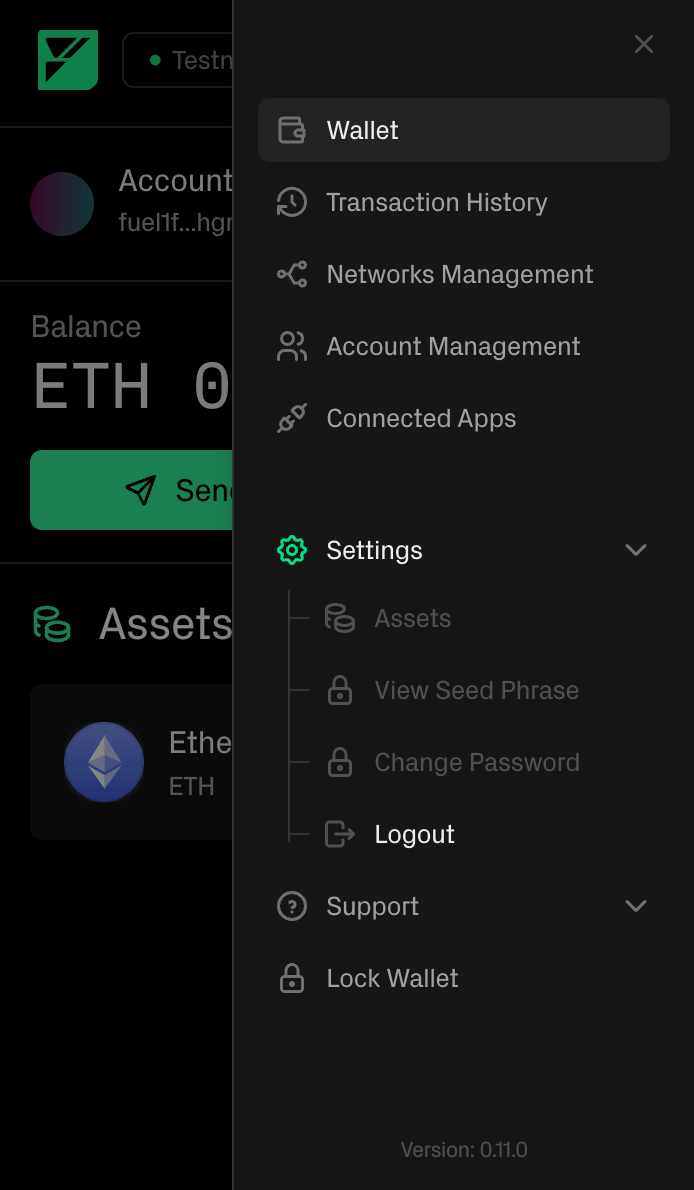 Testn
Wallet
Account
fuel1f...hgr
Transaction History
Networks Management
Balance
ETH 0
Account Management
Connected Apps
Send
Settings
Assets
Assets
View Seed Phrase
Ethe
ETH
Change Password
Logout
Support
Lock Wallet
Version: 0.11.0